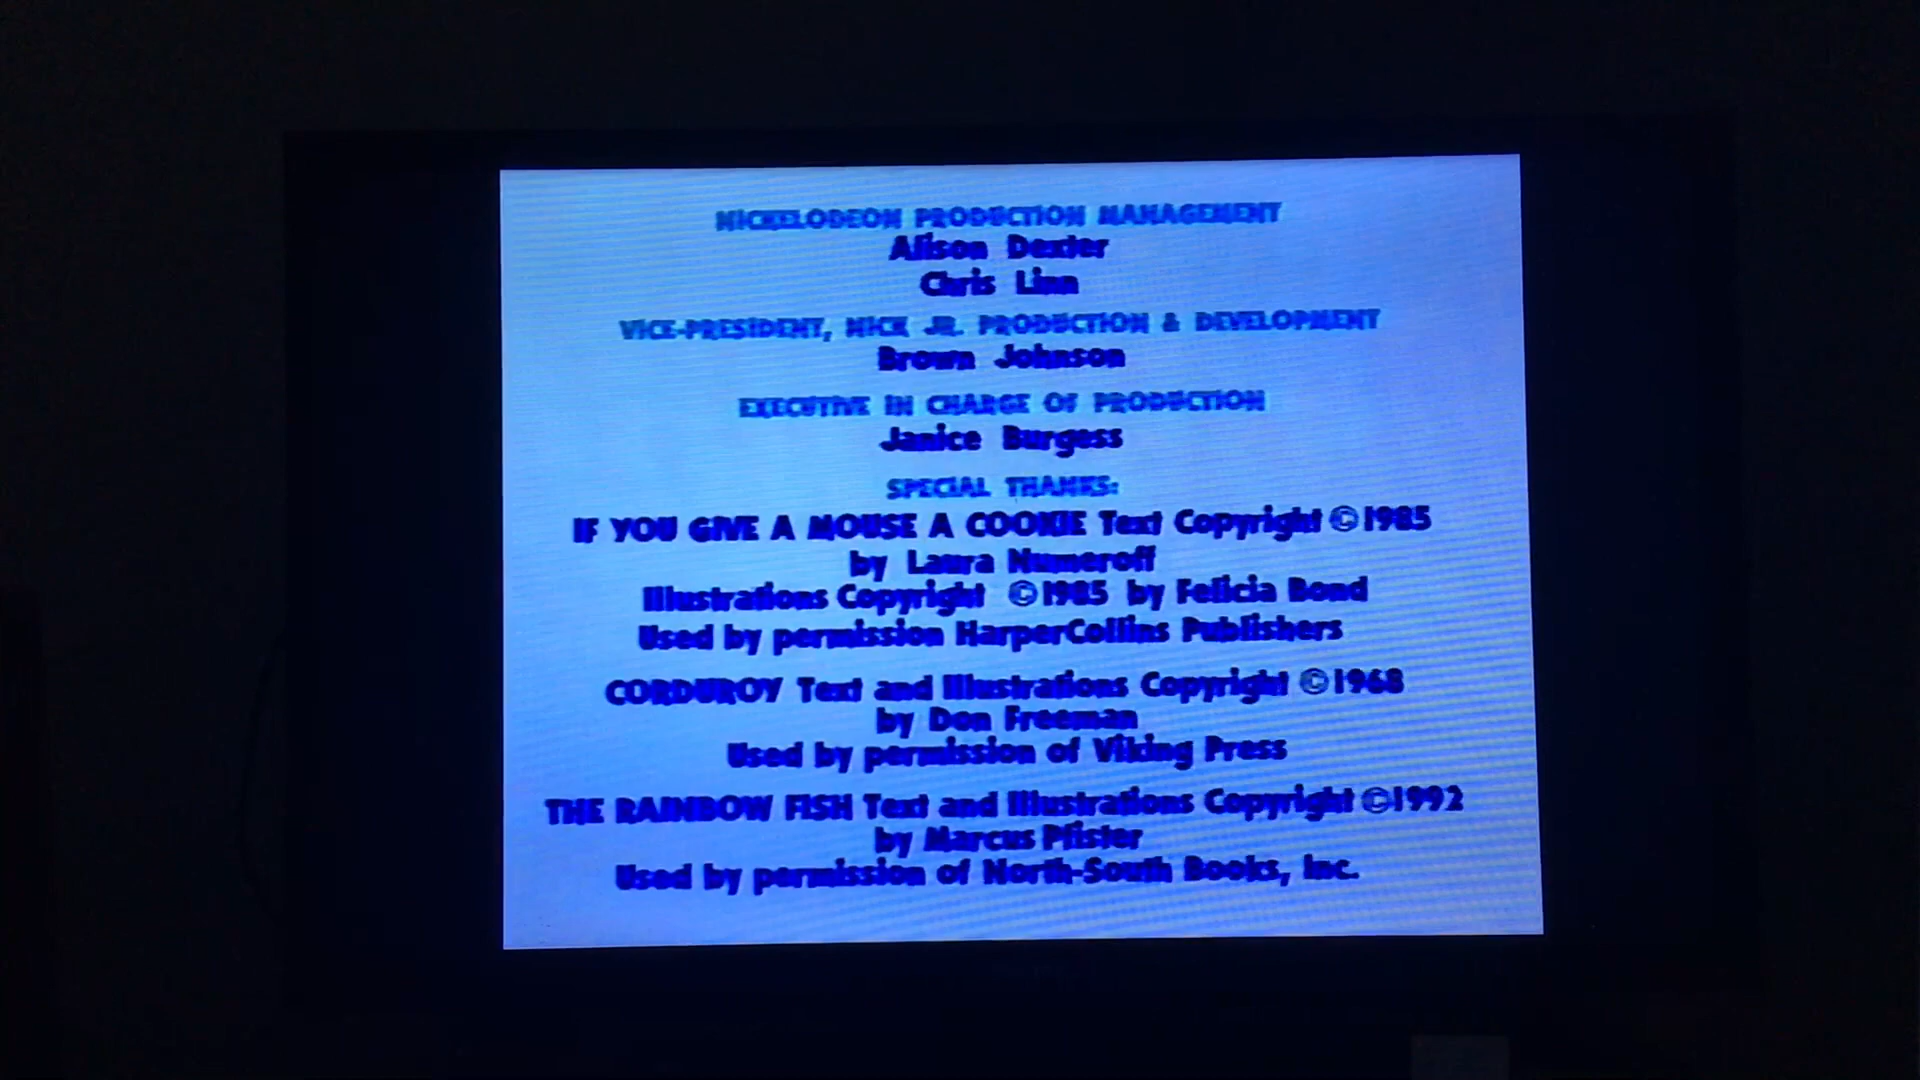 NICKELODEON PRODUCTION MANAGEMENT
Alison Dexter
Chris Linn
VICE-PRESIDENT, NICK JR. PRODUCTION & DEVELOPMENT
Brown Johnson
EXECUTIVE IN CHARGE OF PRODUCTION
Janice Burgess
SPECIAL THANKS:
IF YOU GIVE A MOUSE A COOKIE Text Copyright ©1985
by Laura Numeroff
Illustrations Copyright ©1985 by Felicia Bond
Used by permission HarperCollins Publishers
CORDUROY Text and Illustrations Copyright ©1968
by Don Freeman
Used by permission of Viking Press
THE RAINBOW FISH Text and Illustrations Copyright ©1992
by Marcus Pfister
Used by permission of North-South Books, Inc.